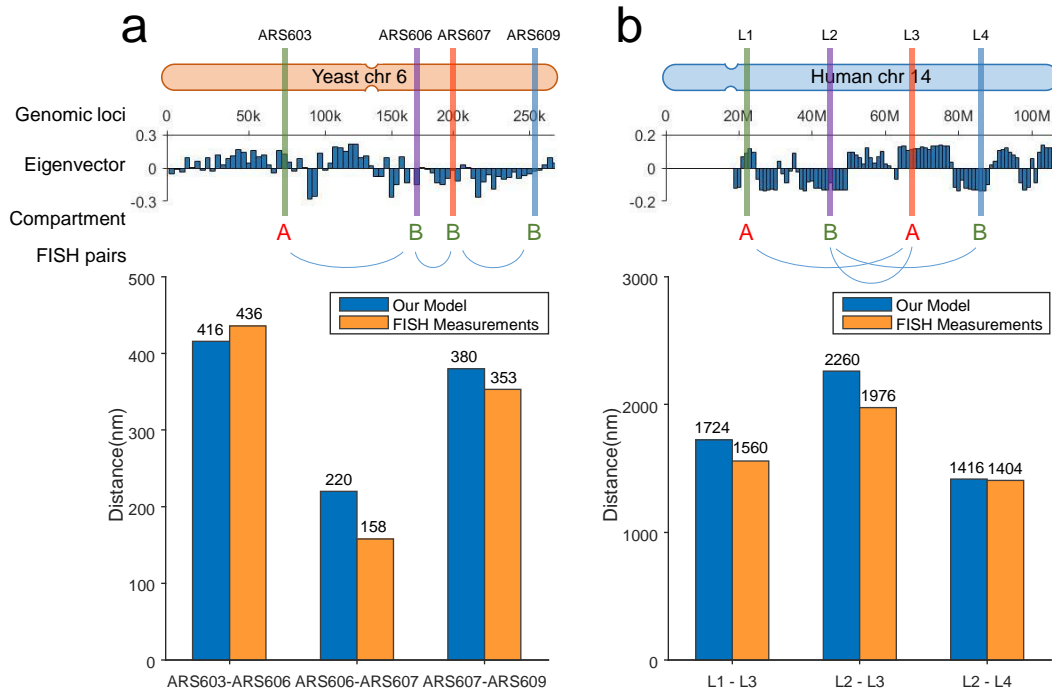 a
ARS603 ARS606 ARS607 ARS609
Yeast chr 6
Genomic loci
0 50k 100k 150k 200k 250k
Eigenvector
0.3
0
-0.3
Compartment
A B B B
FISH pairs
500
400
300
200
100
0
Distance(nm)
Our Model
FISH Measurements
416 436
220 158
380 353
ARS603-ARS606 ARS606-ARS607 ARS607-ARS609
b
L1 L2 L3 L4
Human chr 14
0 20M 40M 60M 80M 100M
0.2
0
-0.2
A B A B
3000
2000
1000
0
Distance(nm)
Our Model
FISH Measurements
1724 1560
2260 1976
1416 1404
L1 - L3 L2 - L3 L2 - L4